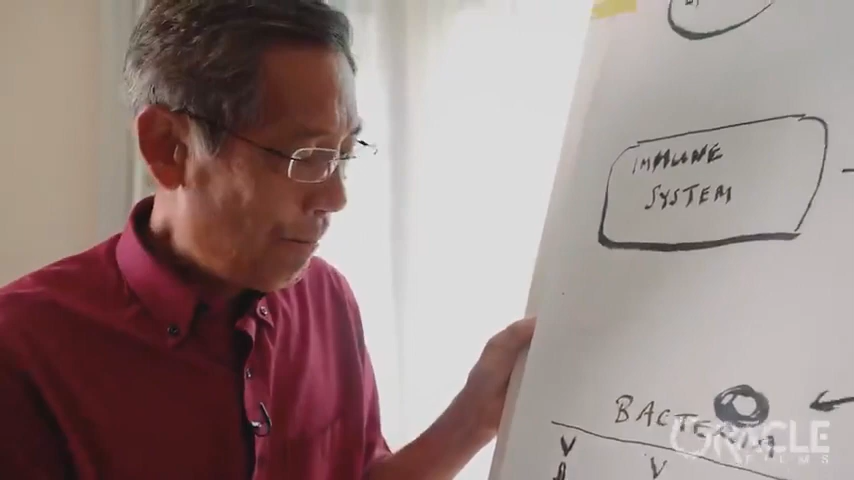 IMMUNE
SYSTEM
BACTERIA
ORACLE
FILMS